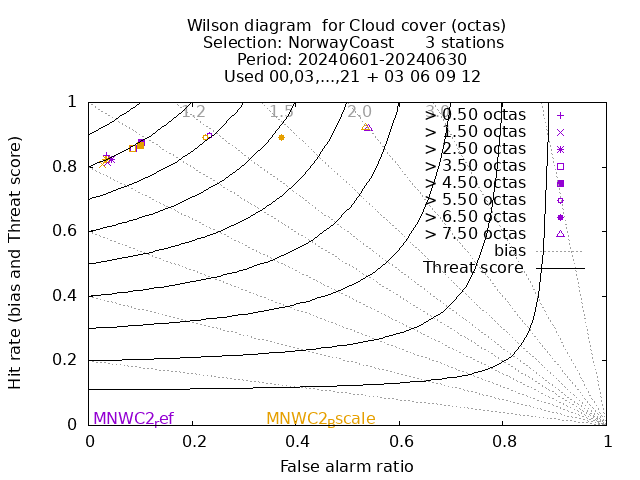 Wilson diagram  for Cloud cover (octas)
Selection: NorwayCoast      3 stations
Period: 20240601-20240630
Used 00,03,...,21 + 03 06 09 12
Hit rate (bias and Threat score)
1
0.8
0.6
0.4
0.2
0
1.2 1.5 2.0 3.0
> 0.50 octas
> 1.50 octas
> 2.50 octas
> 3.50 octas
> 4.50 octas
> 5.50 octas
> 6.50 octas
> 7.50 octas
bias
Threat score
MNWC2ref MNWC2Bscale
0 0.2 0.4 0.6 0.8 1
False alarm ratio